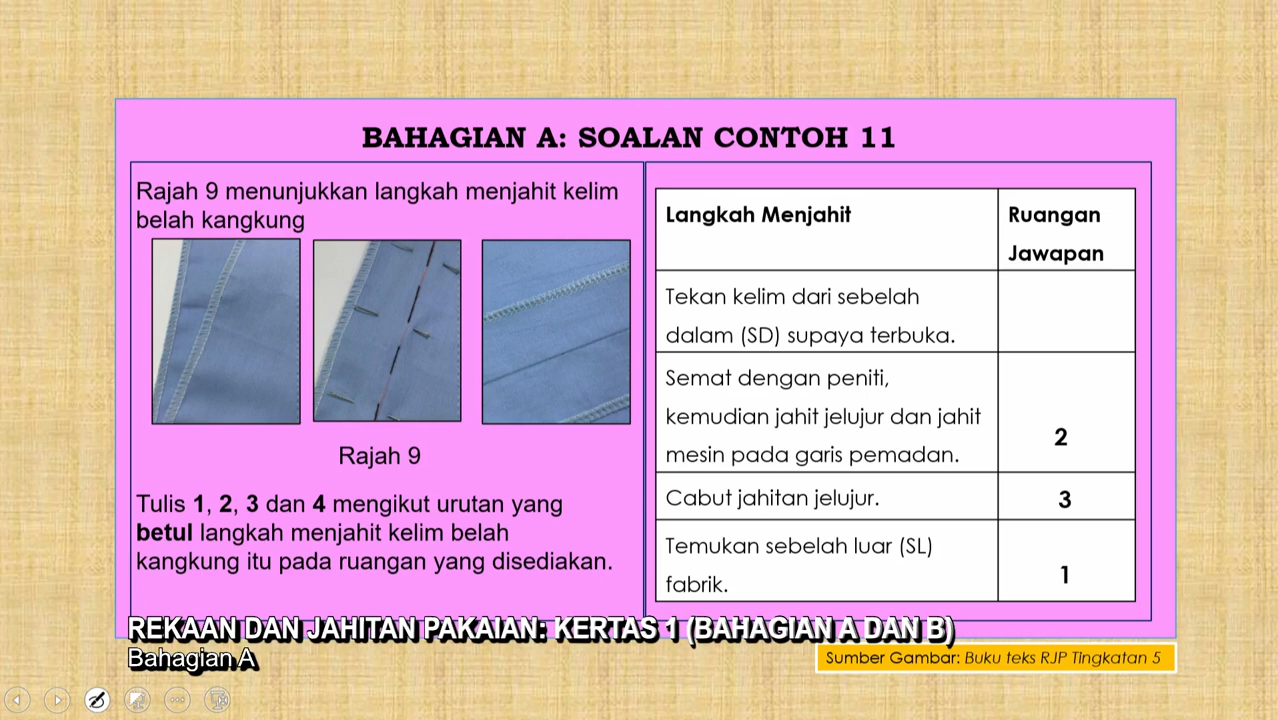 BAHAGIAN A: SOALAN CONTOH 11
Rajah 9 menunjukkan langkah menjahit kelim
belah kangkung
Rajah 9
Tulis 1, 2, 3 dan 4 mengikut urutan yang
betul langkah menjahit kelim belah
kangkung itu pada ruangan yang disediakan.
Langkah Menjahit
Ruangan
Jawapan
Tekan kelim dari sebelah
dalam (SD) supaya terbuka.
Semat dengan peniti,
kemudian jahit jelujur dan jahit
mesin pada garis pemadan.
2
Cabut jahitan jelujur.
3
Temukan sebelah luar (SL)
fabrik.
1
REKAAN DAN JAHITAN PAKAIAN: KERTAS 1 (BAHAGIAN A DAN B)
Bahagian A
Sumber Gambar: Buku teks RJP Tingkatan 5